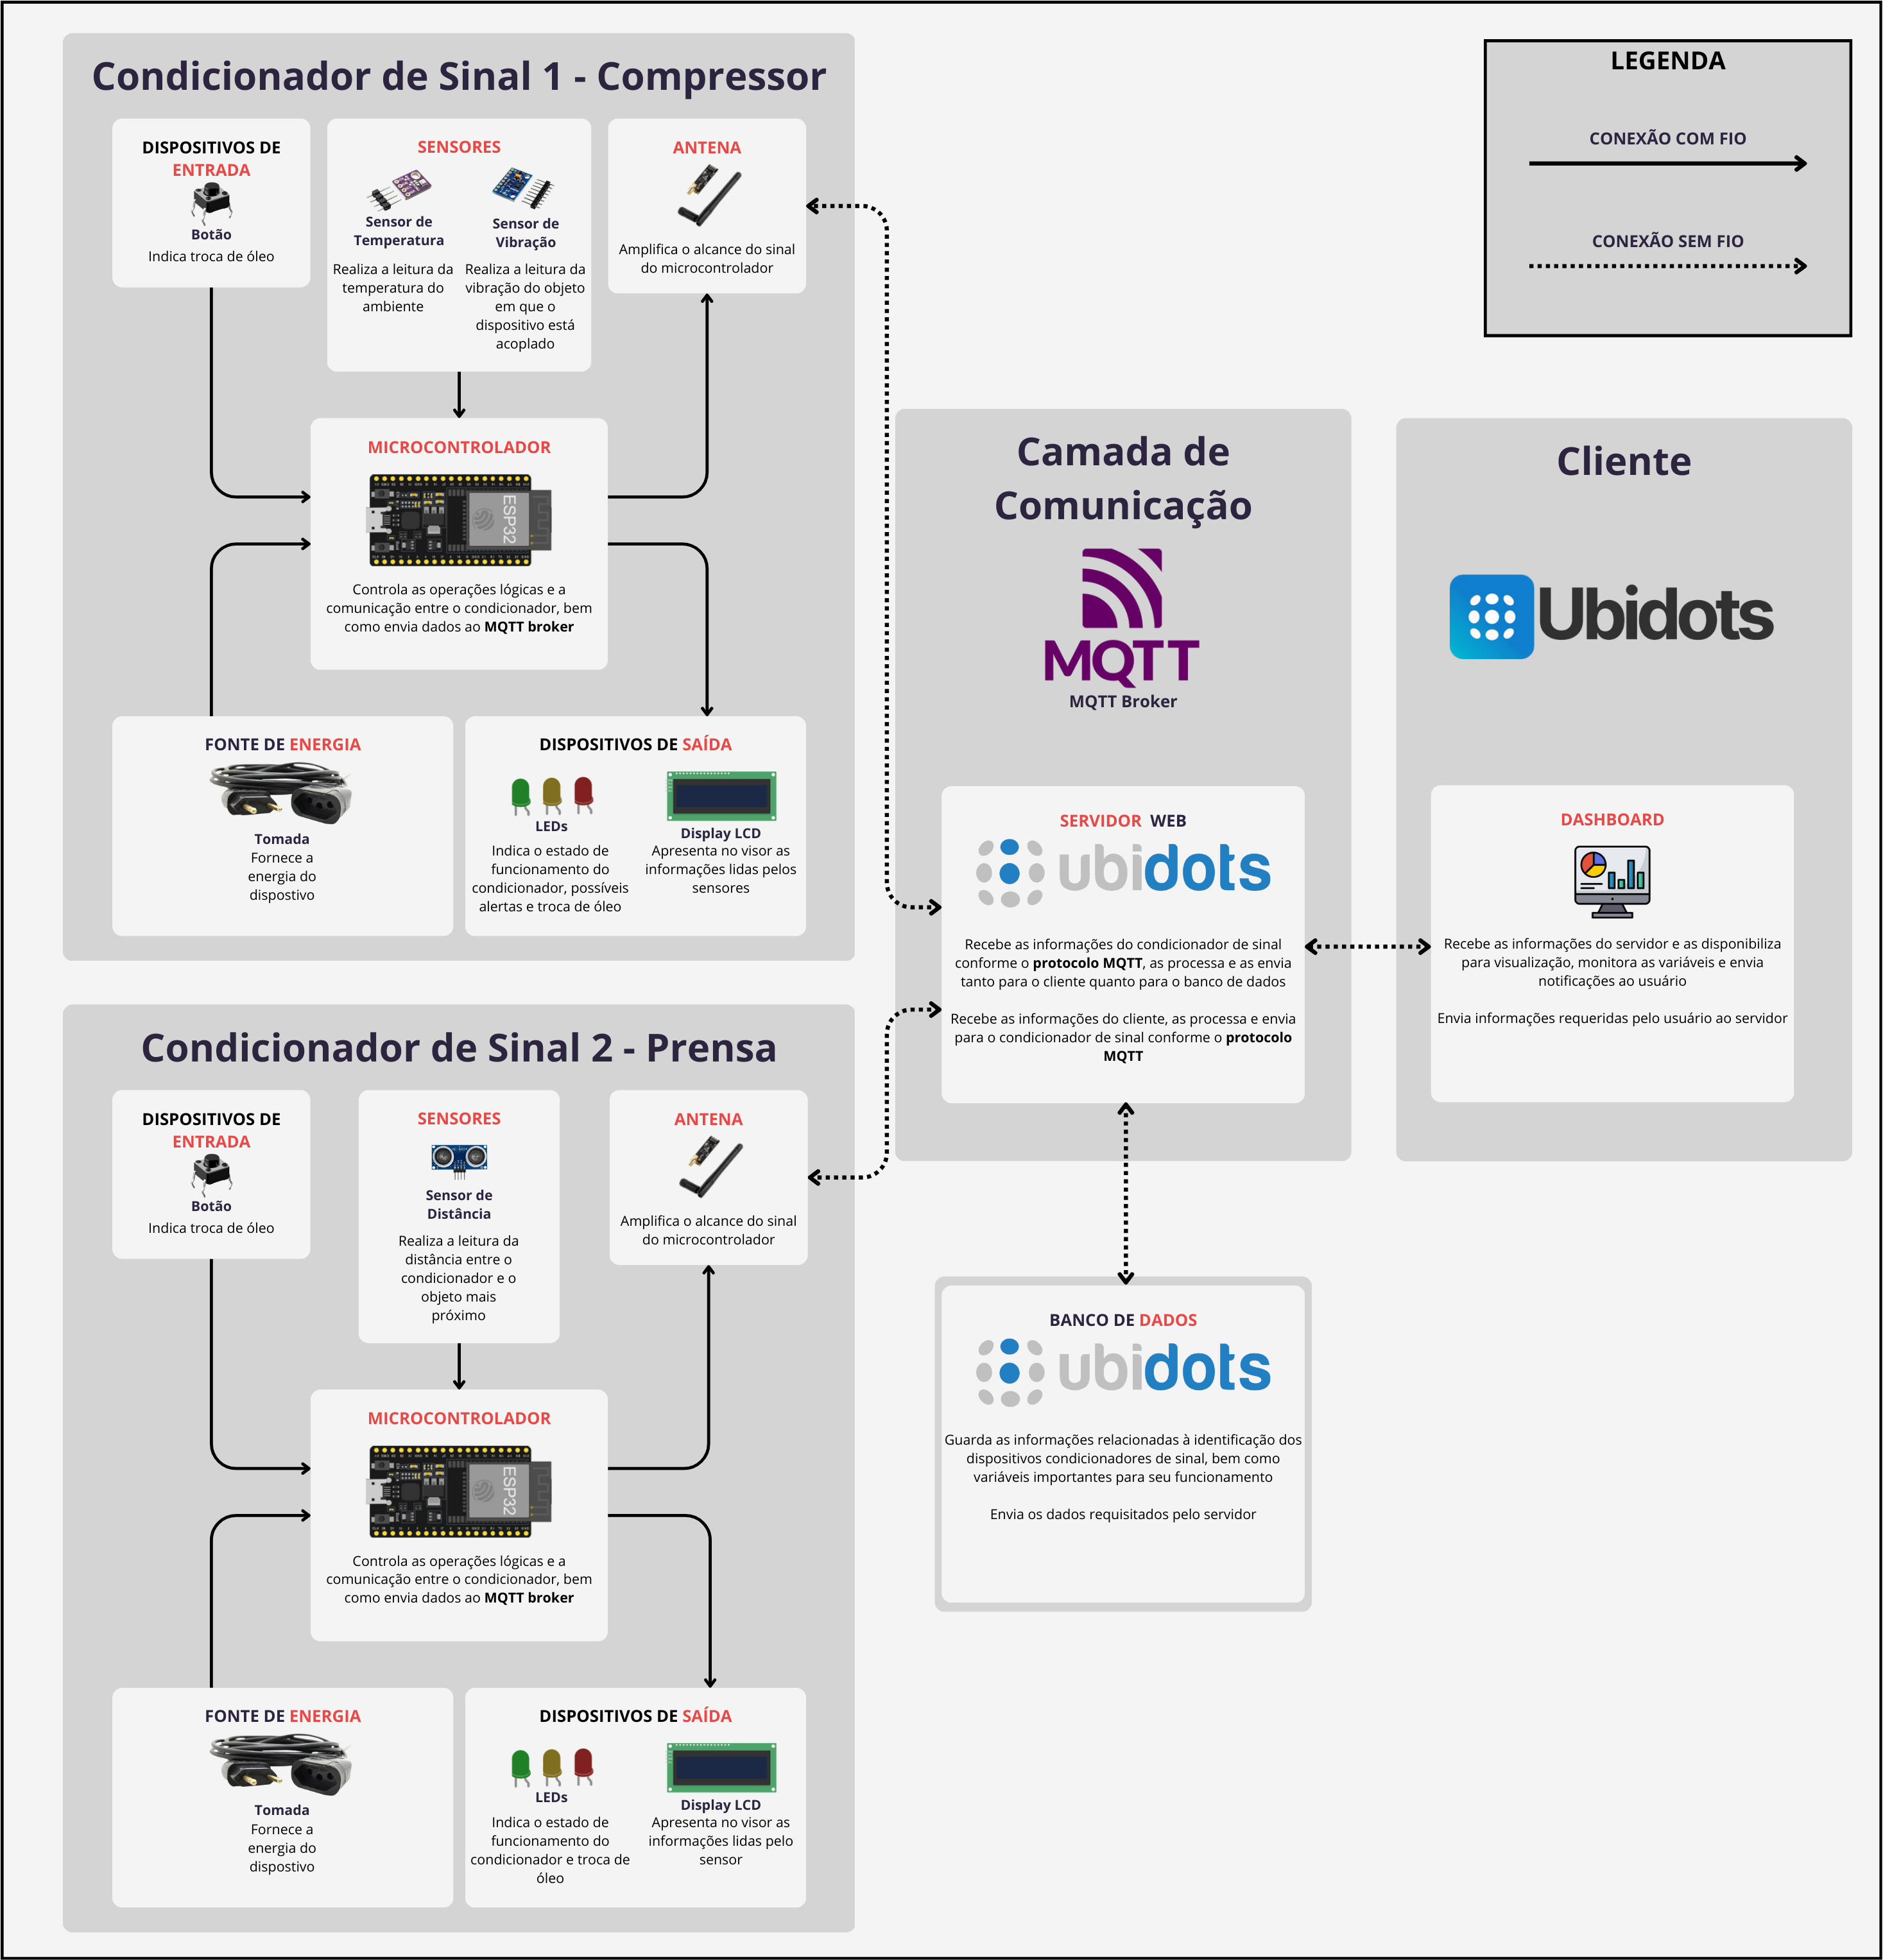 Condicionador de Sinal 1 - Compressor
DISPOSITIVOS DE
ENTRADA
Botão
Indica troca de óleo
SENSORES
Sensor de
Temperatura
Realiza a leitura da
temperatura do
ambiente
Sensor de
Vibração
Realiza a leitura da
vibração do objeto
em que o
dispositivo está
acoplado
ANTENA
Amplifica o alcance do sinal
do microcontrolador
MICROCONTROLADOR
ESP32
Controla as operações lógicas e a
comunicação entre o condicionador, bem
como envia dados ao MQTT broker
FONTE DE ENERGIA
Tomada
Fornece a
energia do
dispostivo
DISPOSITIVOS DE SAÍDA
LEDs
Indica o estado de
funcionamento do
condicionador, possíveis
alertas e troca de óleo
Display LCD
Apresenta no visor as
informações lidas pelos
sensores
LEGENDA
CONEXÃO COM FIO
CONEXÃO SEM FIO
Camada de
Comunicação
MQTT
MQTT Broker
SERVIDOR WEB
ubidots
Recebe as informações do condicionador de sinal
conforme o protocolo MQTT, as processa e as envia
tanto para o cliente quanto para o banco de dados
Recebe as informações do cliente, as processa e envia
para o condicionador de sinal conforme o protocolo
MQTT
Cliente
Ubidots
DASHBOARD
Recebe as informações do servidor e as disponibiliza
para visualização, monitora as variáveis e envia
notificações ao usuário
Envia informações requeridas pelo usuário ao servidor
Condicionador de Sinal 2 - Prensa
DISPOSITIVOS DE
ENTRADA
Botão
Indica troca de óleo
SENSORES
Sensor de
Distância
Realiza a leitura da
distância entre o
condicionador e o
objeto mais
próximo
ANTENA
Amplifica o alcance do sinal
do microcontrolador
MICROCONTROLADOR
ESP32
Controla as operações lógicas e a
comunicação entre o condicionador, bem
como envia dados ao MQTT broker
FONTE DE ENERGIA
Tomada
Fornece a
energia do
dispostivo
DISPOSITIVOS DE SAÍDA
LEDs
Indica o estado de
funcionamento do
condicionador e troca de
óleo
Display LCD
Apresenta no visor as
informações lidas pelo
sensor
BANCO DE DADOS
ubidots
Guarda as informações relacionadas à identificação dos
dispositivos condicionadores de sinal, bem como
variáveis importantes para seu funcionamento
Envia os dados requisitados pelo servidor